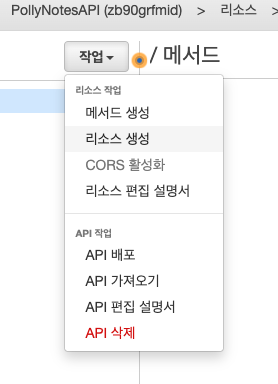 PollyNotesAPI (zb90grfmid) > 리소스 >
작업 / 메서드
리소스 작업
메서드 생성
리소스 생성
CORS 활성화
리소스 편집 설명서
API 작업
API 배포
API 가져오기
API 편집 설명서
API 삭제